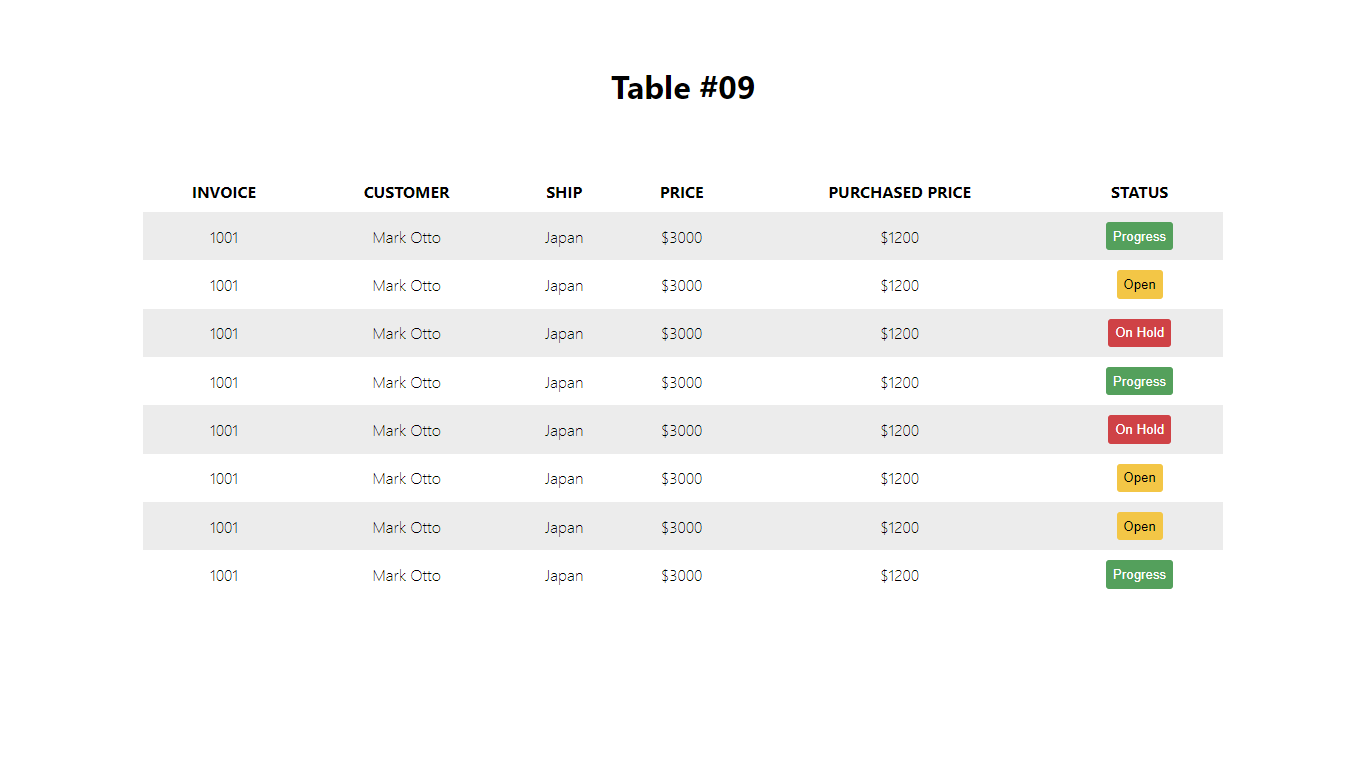 Table #09
INVOICE CUSTOMER SHIP PRICE PURCHASED PRICE STATUS
1001 Mark Otto Japan $3000 $1200 Progress
1001 Mark Otto Japan $3000 $1200 Open
1001 Mark Otto Japan $3000 $1200 On Hold
1001 Mark Otto Japan $3000 $1200 Progress
1001 Mark Otto Japan $3000 $1200 On Hold
1001 Mark Otto Japan $3000 $1200 Open
1001 Mark Otto Japan $3000 $1200 Open
1001 Mark Otto Japan $3000 $1200 Progress